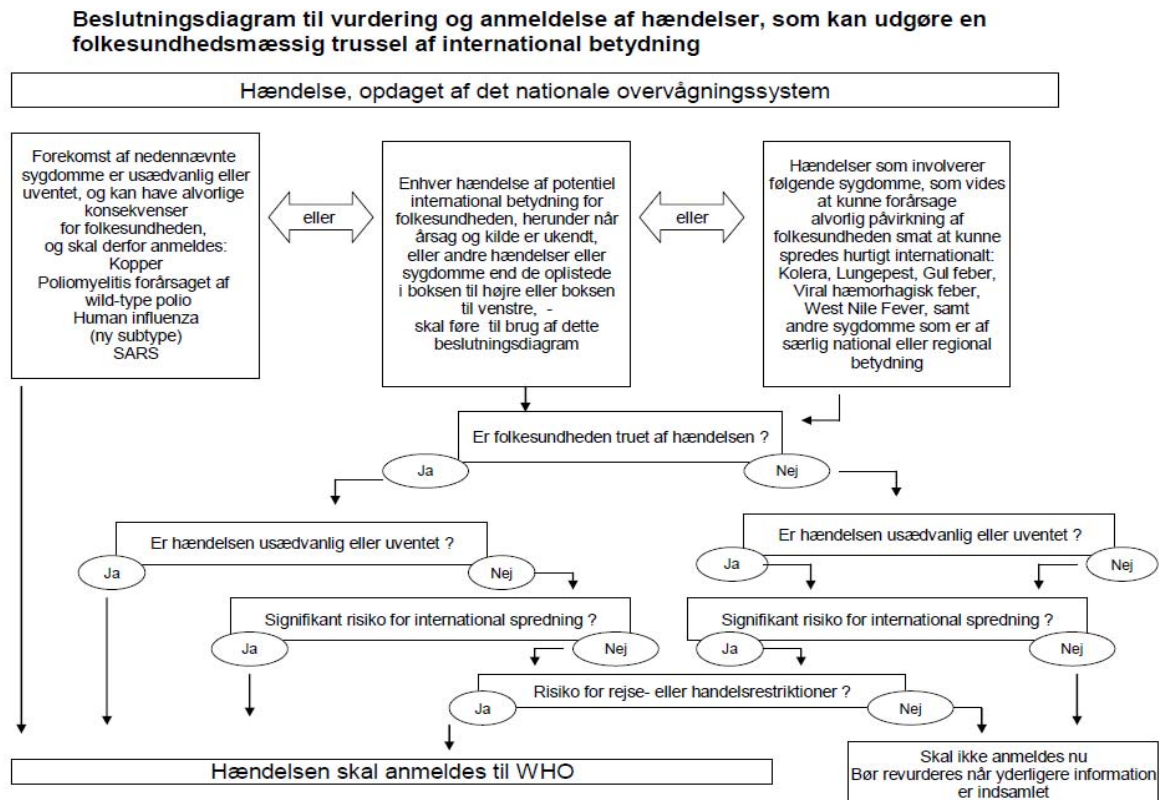 Beslutningsdiagram til vurdering og anmeldelse af hændelser, som kan udgøre en
folkesundhedsmæssig trussel af international betydning
Hændelse, opdaget af det nationale overvågningssystem
Forekomst af nedennævnte
sygdomme er usædvanlig eller
uventet, og kan have alvorlige
konsekvenser
for folkesundheden,
og skal derfor anmeldes:
Kopper
Poliomyelitis forårsaget af
wild-type polio
Human influenza
(ny subtype)
SARS
eller
Enhver hændelse af potentiel
international betydning for
folkesundheden, herunder når
årsag og kilde er ukendt,
eller andre hændelser eller
sygdomme end de oplistede
i boksen til højre eller boksen
til venstre, -
skal føre til brug af dette
beslutningsdiagram
eller
Hændelser som involverer
følgende sygdomme, som vides
at kunne forårsage
alvorlig påvirkning af
folkesundheden smat at kunne
spredes hurtigt internationalt:
Kolera, Lungepest, Gul feber,
Viral hæmorhagisk feber,
West Nile Fever, samt
andre sygdomme som er af
særlig national eller regional
betydning
Er folkesundheden truet af hændelsen ?
Ja
Nej
Er hændelsen usædvanlig eller uventet ?
Ja
Nej
Er hændelsen usædvanlig eller uventet ?
Ja
Nej
Signifikant risiko for international spredning ?
Ja
Nej
Signifikant risiko for international spredning ?
Ja
Nej
Risiko for rejse- eller handelsrestriktioner ?
Ja
Nej
Hændelsen skal anmeldes til WHO
Skal ikke anmeldes nu
Bør revurderes når yderligere information
er indsamlet